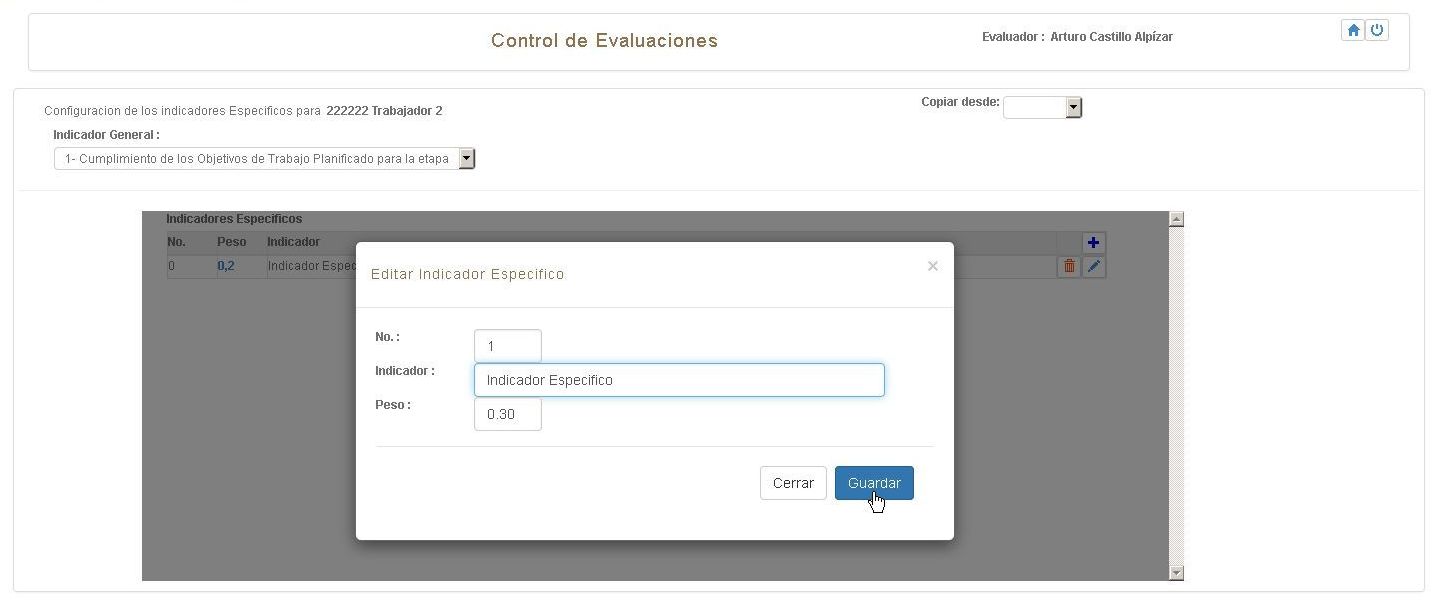 Control de Evaluaciones
Evaluador : Arturo Castillo Alpízar
Configuracion de los indicadores Especificos para 222222 Trabajador 2
Copiar desde:
Indicador General :
1- Cumplimiento de los Objetivos de Trabajo Planificado para la etapa
Indicadores Especificos
No. Peso Indicador
0 0,2 Indicador Espec
Editar Indicador Especifico
×
No. : 1
Indicador : Indicador Especifico
Peso : 0.30
Cerrar Guardar